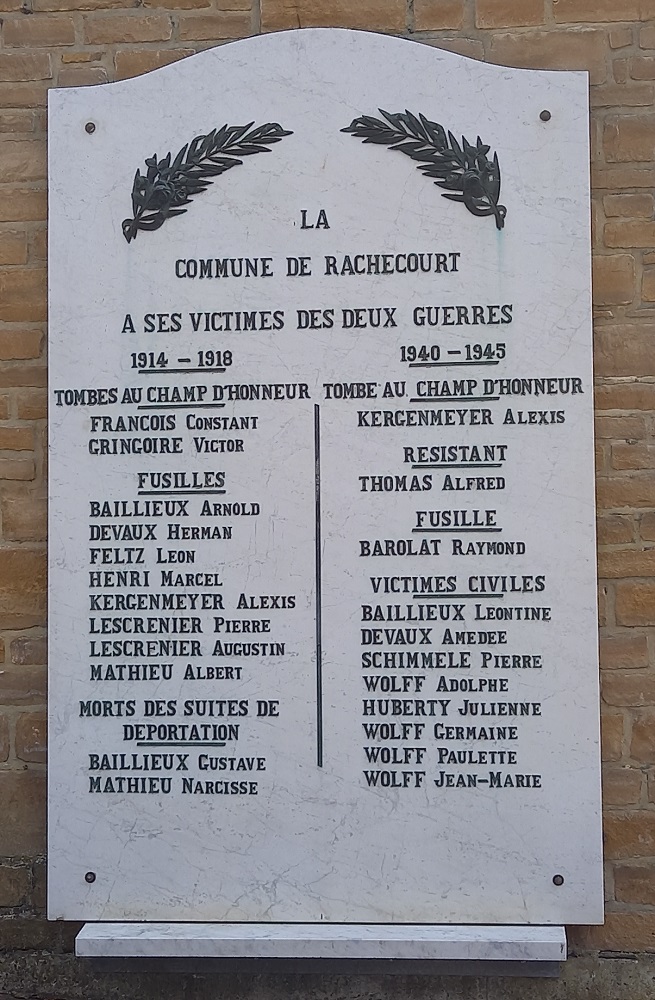 LA
COMMUNE DE RACHECOURT
A SES VICTIMES DES DEUX GUERRES
1914 - 1918
TOMBES AU CHAMP D'HONNEUR
FRANCOIS CONSTANT
GRINGOIRE VICTOR
FUSILLES
BAILLIEUX ARNOLD
DEVAUX HERMAN
FELTZ LEON
HENRI MARCEL
KERGENMEYER ALEXIS
LESCRENIER PIERRE
LESCRENIER AUGUSTIN
MATHIEU ALBERT
MORTS DES SUITES DE
DEPORTATION
BAILLIEUX GUSTAVE
MATHIEU NARCISSE
1940 - 1945
TOMBE AU CHAMP D'HONNEUR
KERGENMEYER ALEXIS
RESISTANT
THOMAS ALFRED
FUSILLE
BAROLAT RAYMOND
VICTIMES CIVILES
BAILLIEUX LEONTINE
DEVAUX AMEDEE
SCHIMMELE PIERRE
WOLFF ADOLPHE
HUBERTY JULIENNE
WOLFF GERMAINE
WOLFF PAULETTE
WOLFF JEAN-MARIE